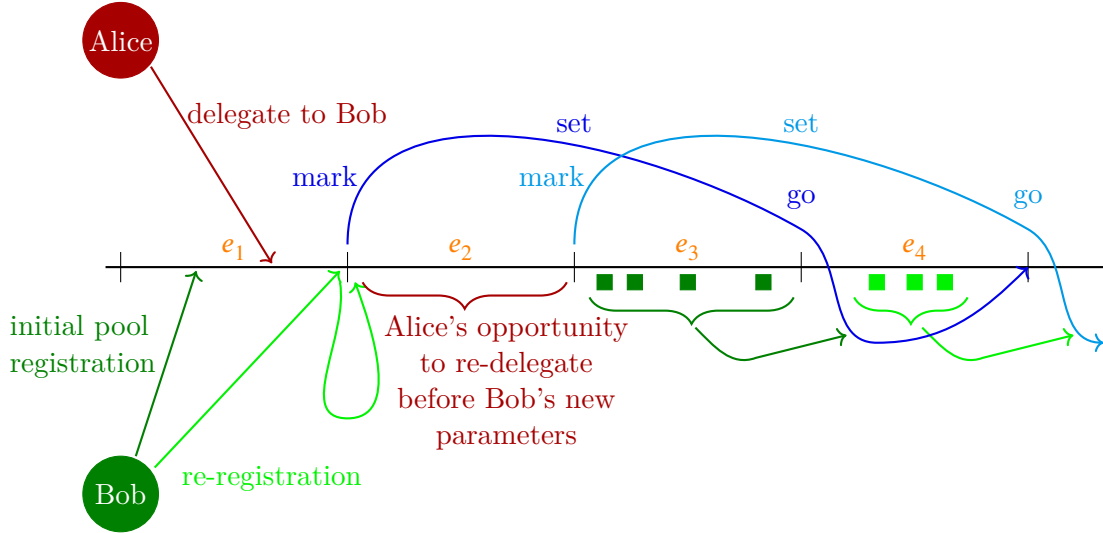 Alice
delegate to Bob
set
set
mark
mark
go
go
e1
e2
e3
e4
initial pool
registration
Alice's opportunity
to re-delegate
before Bob's new
parameters
re-registration
Bob